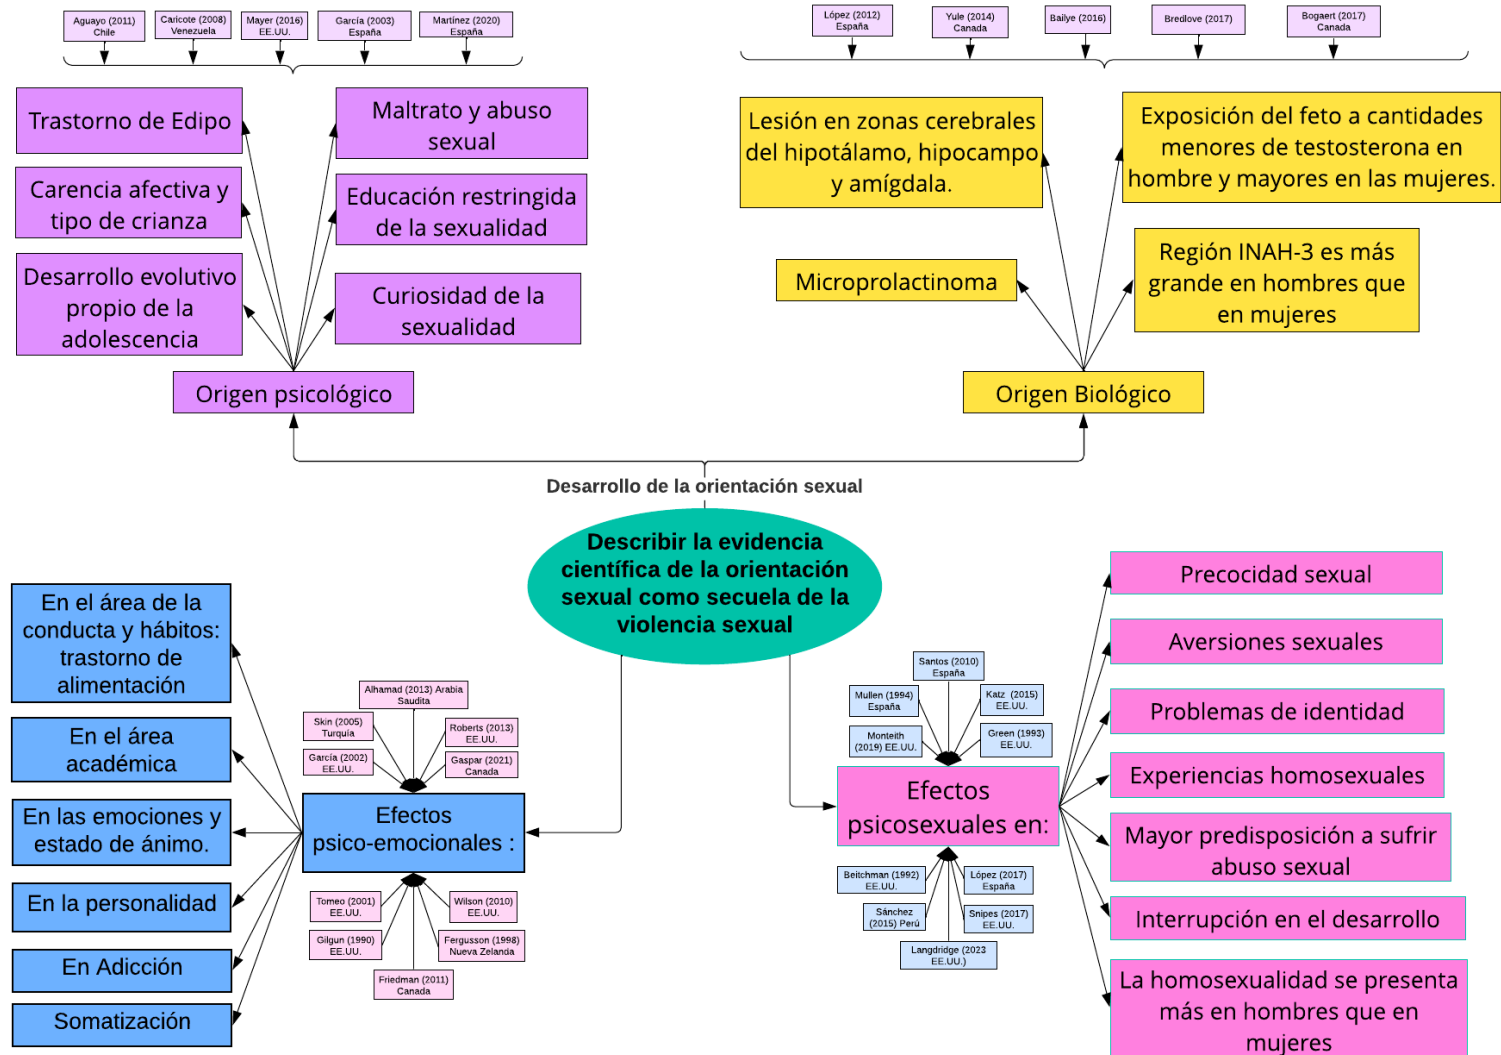 Aguayo (2011)
Chile
Caricote (2008)
Venezuela
Mayer (2016)
EE.UU.
García (2003)
España
Martínez (2020)
España
López (2012)
España
Yule (2014)
Canada
Bailye (2016)
Bredlove (2017)
Bogaert (2017)
Canada
Trastorno de Edipo
Maltrato y abuso
sexual
Carencia afectiva y
tipo de crianza
Educación restringida
de la sexualidad
Desarrollo evolutivo
propio de la
adolescencia
Curiosidad de la
sexualidad
Origen psicológico
Lesión en zonas cerebrales
del hipotálamo, hipocampo
y amígdala.
Exposición del feto a cantidades
menores de testosterona en
hombre y mayores en las mujeres.
Microprolactinoma
Región INAH-3 es más
grande en hombres que
en mujeres
Origen Biológico
Desarrollo de la orientación sexual
Describir la evidencia
científica de la orientación
sexual como secuela de la
violencia sexual
En el área de la
conducta y hábitos:
trastorno de
alimentación
En el área
académica
En las emociones y
estado de ánimo.
En la personalidad
En Adicción
Somatización
Alhamad (2013) Arabia
Saudita
Skin (2005)
Turquía
Roberts (2013)
EE.UU.
García (2002)
EE.UU.
Gaspar (2021)
Canada
Efectos
psico-emocionales :
Tomeo (2001)
EE.UU.
Wilson (2010)
EE.UU.
Gilgun (1990)
EE.UU.
Fergusson (1998)
Nueva Zelanda
Friedman (2011)
Canada
Santos (2010)
España
Mullen (1994)
España
Katz (2015)
EE.UU.
Monteith
(2019) EE.UU.
Green (1993)
EE.UU.
Efectos
psicosexuales en:
Beitchman (1992)
EE.UU.
López (2017)
España
Sánchez
(2015) Perú
Snipes (2017)
EE.UU.
Langdridge (2023
EE.UU.)
Precocidad sexual
Aversiones sexuales
Problemas de identidad
Experiencias homosexuales
Mayor predisposición a sufrir
abuso sexual
Interrupción en el desarrollo
La homosexualidad se presenta
más en hombres que en
mujeres